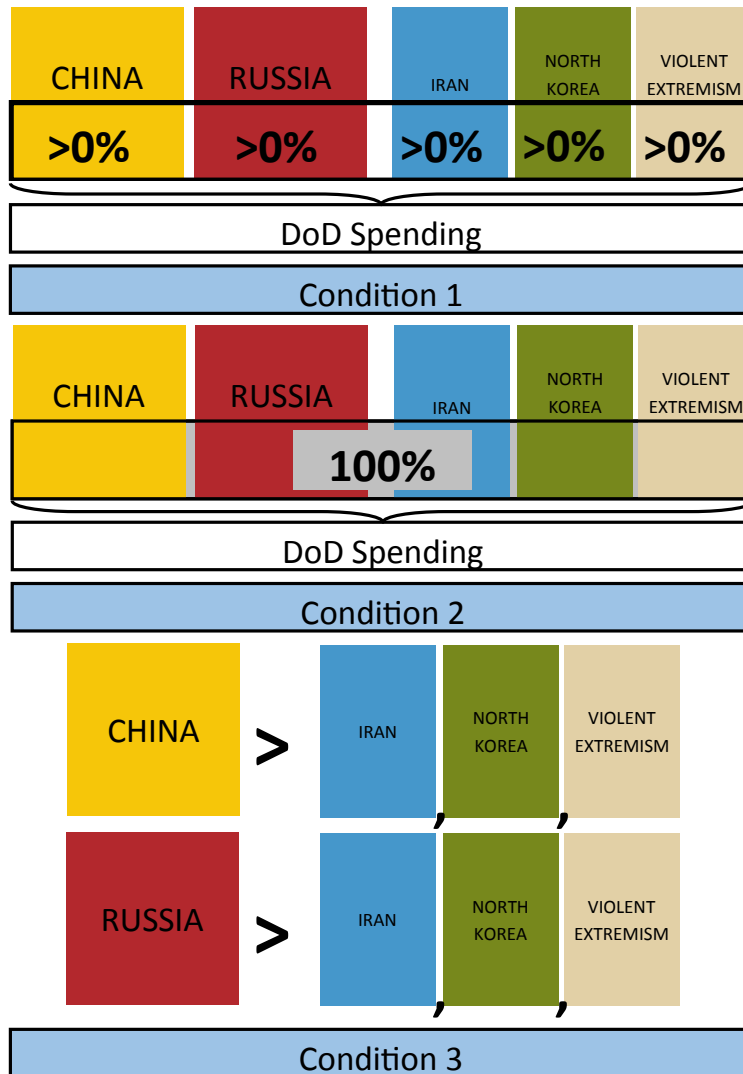 CHINA
RUSSIA
IRAN
NORTH
KOREA
VIOLENT
EXTREMISM
>0%
>0%
>0%
>0%
>0%
DoD Spending
Condition 1
CHINA
RUSSIA
IRAN
NORTH
KOREA
VIOLENT
EXTREMISM
100%
DoD Spending
Condition 2
CHINA
>
IRAN
,
NORTH
KOREA
,
VIOLENT
EXTREMISM
RUSSIA
>
IRAN
,
NORTH
KOREA
,
VIOLENT
EXTREMISM
Condition 3